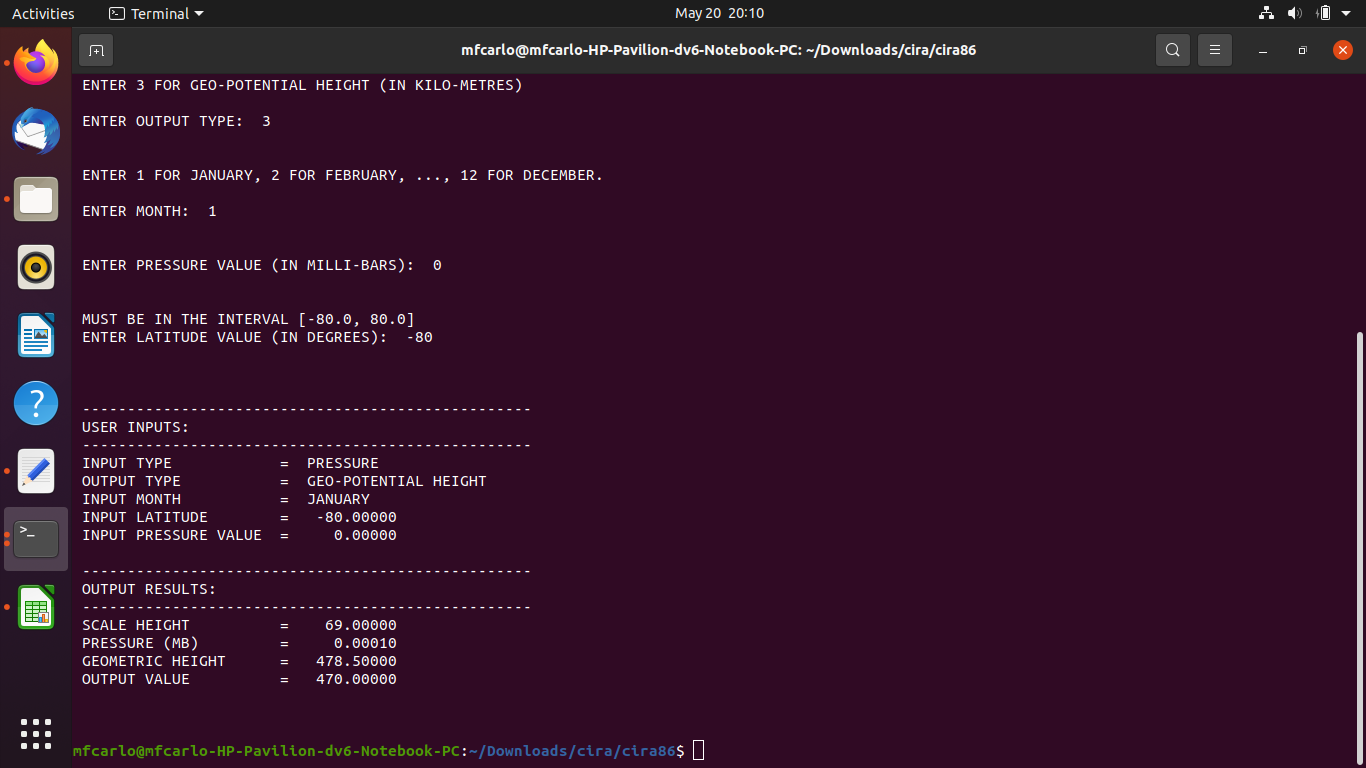 Activities Terminal May 20 20:10
mfcarlo@mfcarlo-HP-Pavilion-dv6-Notebook-PC: ~/Downloads/cira/cira86
ENTER 3 FOR GEO-POTENTIAL HEIGHT (IN KILO-METRES)
ENTER OUTPUT TYPE:  3
ENTER 1 FOR JANUARY, 2 FOR FEBRUARY, ..., 12 FOR DECEMBER.
ENTER MONTH:  1
ENTER PRESSURE VALUE (IN MILLI-BARS):  0
MUST BE IN THE INTERVAL [-80.0, 80.0]
ENTER LATITUDE VALUE (IN DEGREES):  -80
--------------------------------------------------
USER INPUTS:
--------------------------------------------------
INPUT TYPE            =  PRESSURE
OUTPUT TYPE           =  GEO-POTENTIAL HEIGHT
INPUT MONTH           =  JANUARY
INPUT LATITUDE        =   -80.00000
INPUT PRESSURE VALUE  =     0.00000
--------------------------------------------------
OUTPUT RESULTS:
--------------------------------------------------
SCALE HEIGHT          =    69.00000
PRESSURE (MB)         =     0.00010
GEOMETRIC HEIGHT      =   478.50000
OUTPUT VALUE          =   470.00000
mfcarlo@mfcarlo-HP-Pavilion-dv6-Notebook-PC:~/Downloads/cira/cira86$